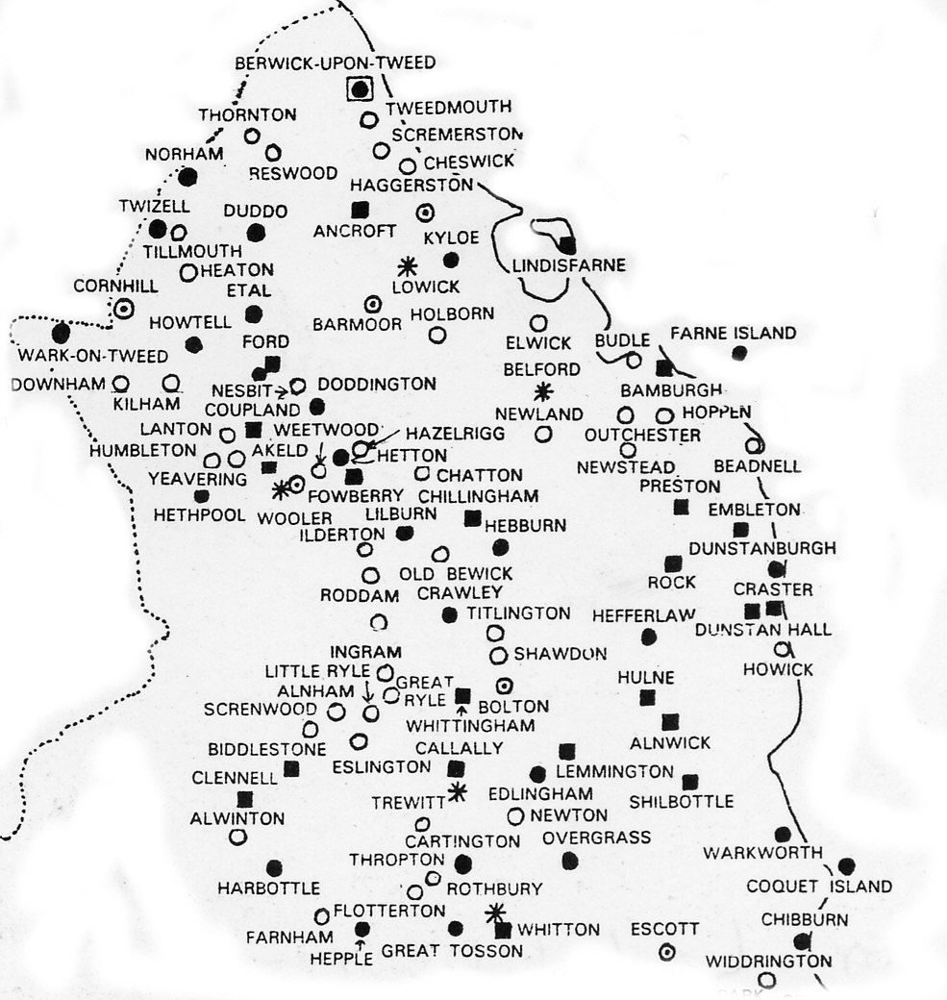 BERWICK-UPON-TWEED
TWEEDMOUTH
THORNTON
SCREMERSTON
NORHAM
CHESWICK
RESWOOD
HAGGERSTON
TWIZELL
DUDDO
ANCROFT
KYLOE
TILLMOUTH
HEATON
LINDISFARNE
CORNHILL
ETAL
LOWICK
HOWTELL
BARMOOR
HOLBORN
FORD
ELWICK
BUDLE
FARNE ISLAND
WARK-ON-TWEED
BELFORD
DOWNHAM
NESBIT
DODDINGTON
BAMBURGH
KILHAM
COUPLAND
NEWLAND
HOPPEN
LANTON
WEETWOOD
HAZELRIGG
OUTCHESTER
HUMBLETON
AKELD
HETTON
NEWSTEAD
BEADNELL
YEAVERING
CHATTON
PRESTON
FOWBERRY
CHILLINGHAM
EMBLETON
HETHPOOL
WOOLER
LILBURN
HEBBURN
ILDERTON
DUNSTANBURGH
OLD BEWICK
ROCK
CRASTER
RODDAM
CRAWLEY
TITLINGTON
HEFFERLAW
DUNSTAN HALL
INGRAM
SHAWDON
HOWICK
LITTLE RYLE
HULNE
ALNHAM
GREAT
RYLE
SCRENWOOD
BOLTON
WHITTINGHAM
ALNWICK
BIDDLESTONE
CALLALLY
CLENNELL
ESLINGTON
LEMMINGTON
TREWITT
EDLINGHAM
SHILBOTTLE
ALWINTON
NEWTON
CARTINGTON
OVERGRASS
WARKWORTH
THROPTON
HARBOTTLE
ROTHBURY
COQUET ISLAND
FLOTTERTON
CHIBBURN
FARNHAM
WHITTON
ESCOTT
HEPPLE
GREAT TOSSON
WIDDRINGTON